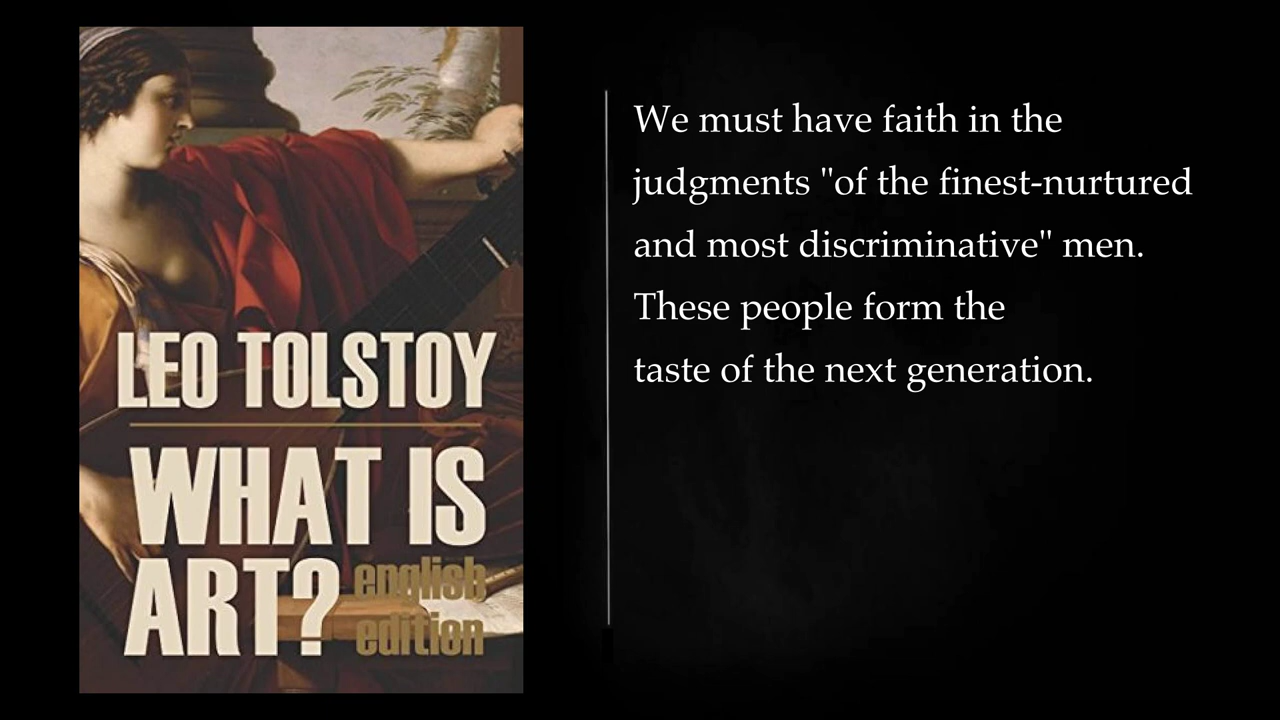 LEO TOLSTOY
WHAT IS
ART?
english
edition
We must have faith in the
judgments "of the finest-nurtured
and most discriminative" men.
These people form the
taste of the next generation.